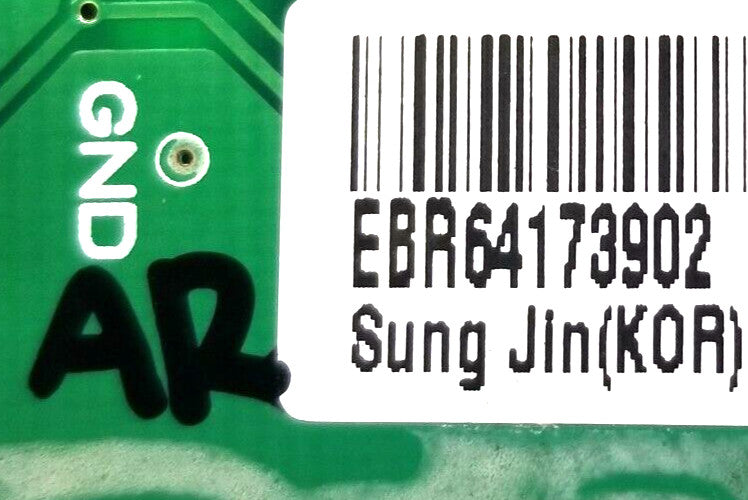 GND
AR
EBR64173902
Sung Jin(KOR)